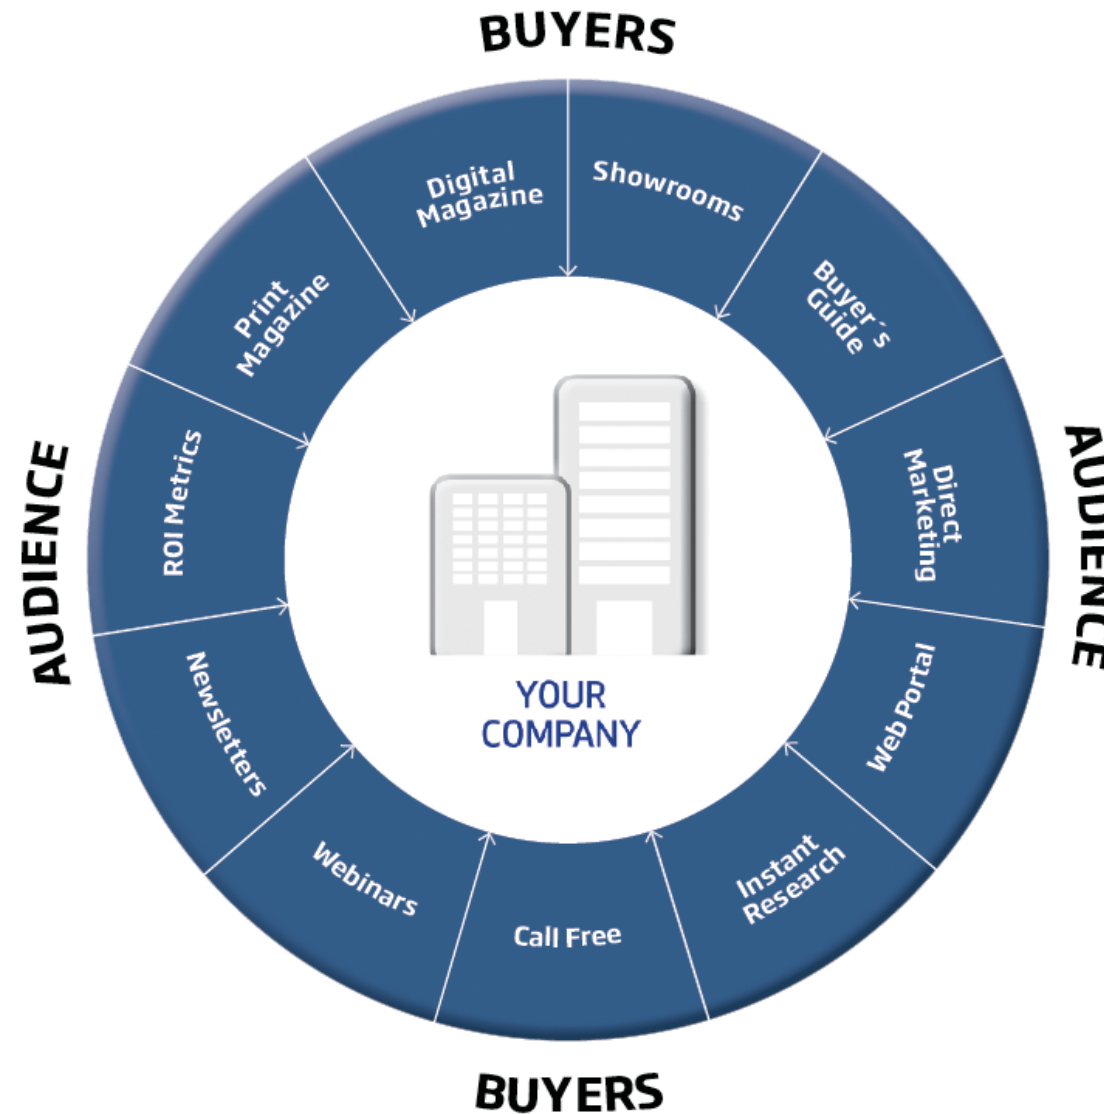 BUYERS
Showrooms
Buyer´s
Guide
Direct
Marketing
Web Portal
Instant
Research
Call Free
Webinars
Newsletters
ROI Metrics
Print
Magazine
Digital
Magazine
AUDIENCE
AUDIENCE
YOUR
COMPANY
BUYERS